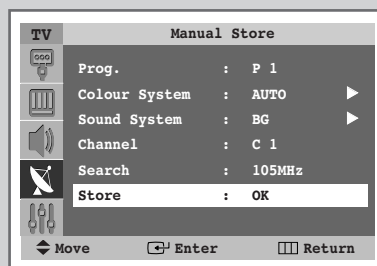 TV Manual Store
Prog. : P 1
Colour System : AUTO
Sound System : BG
Channel : C 1
Search : 105MHz
Store : OK
Move Enter Return